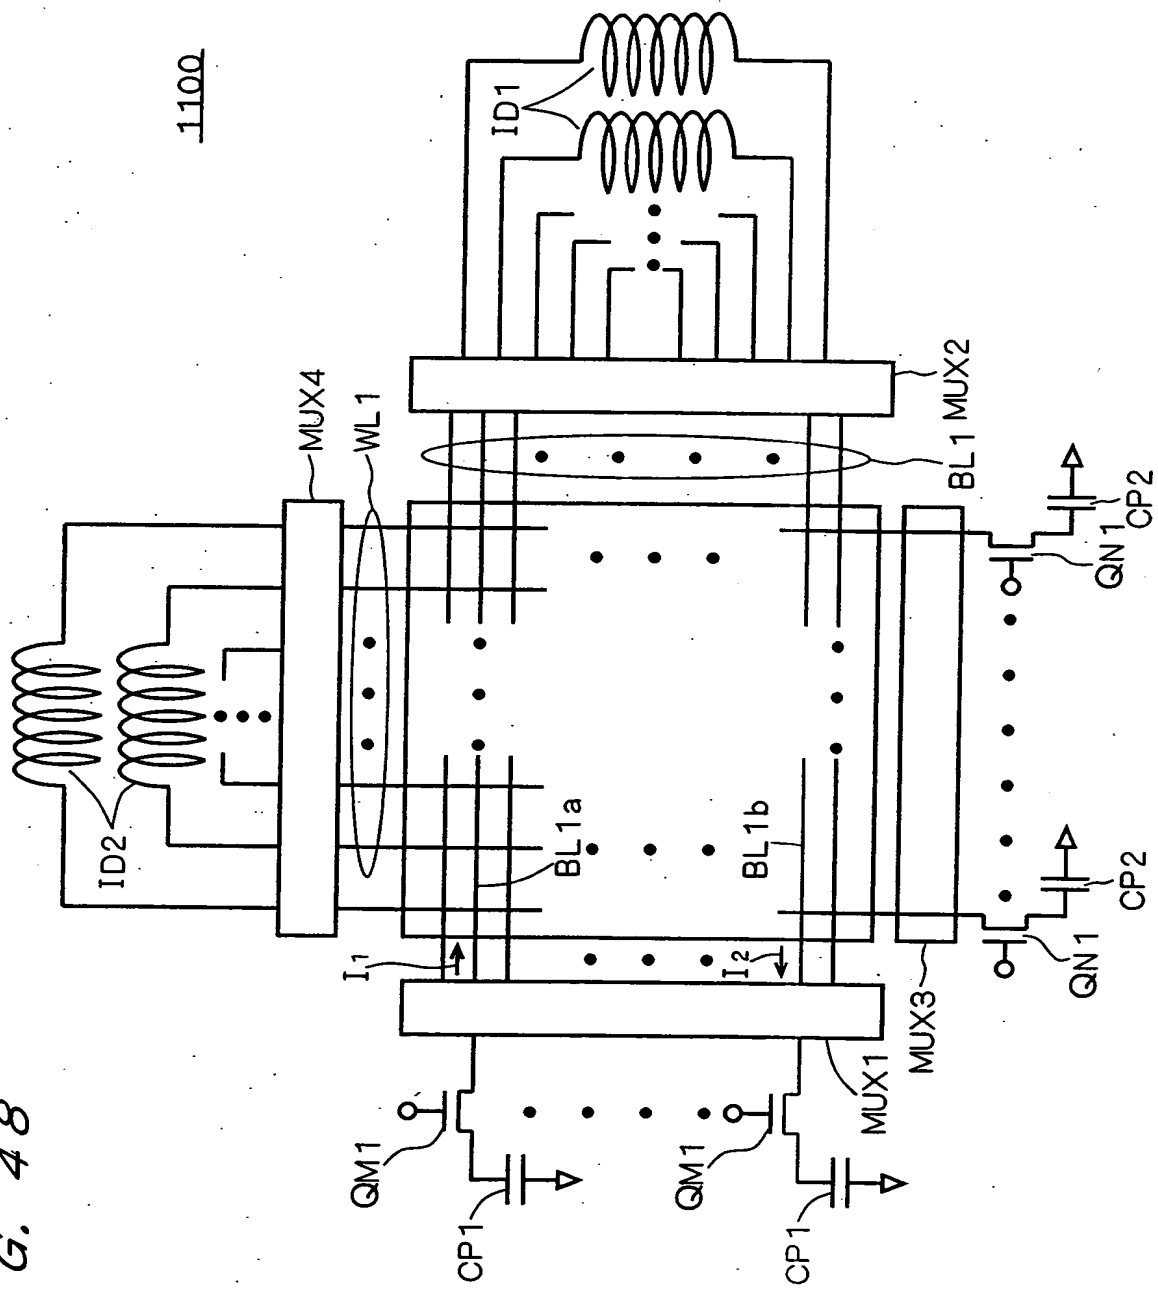 G. 48
1100
ID1
MUX4
WL1
MUX2
BL1
ID2
BL1a
BL1b
CP2
QN1
I1
I2
CP2
QN1
MUX3
MUX1
QM1
QM1
CP1
CP1